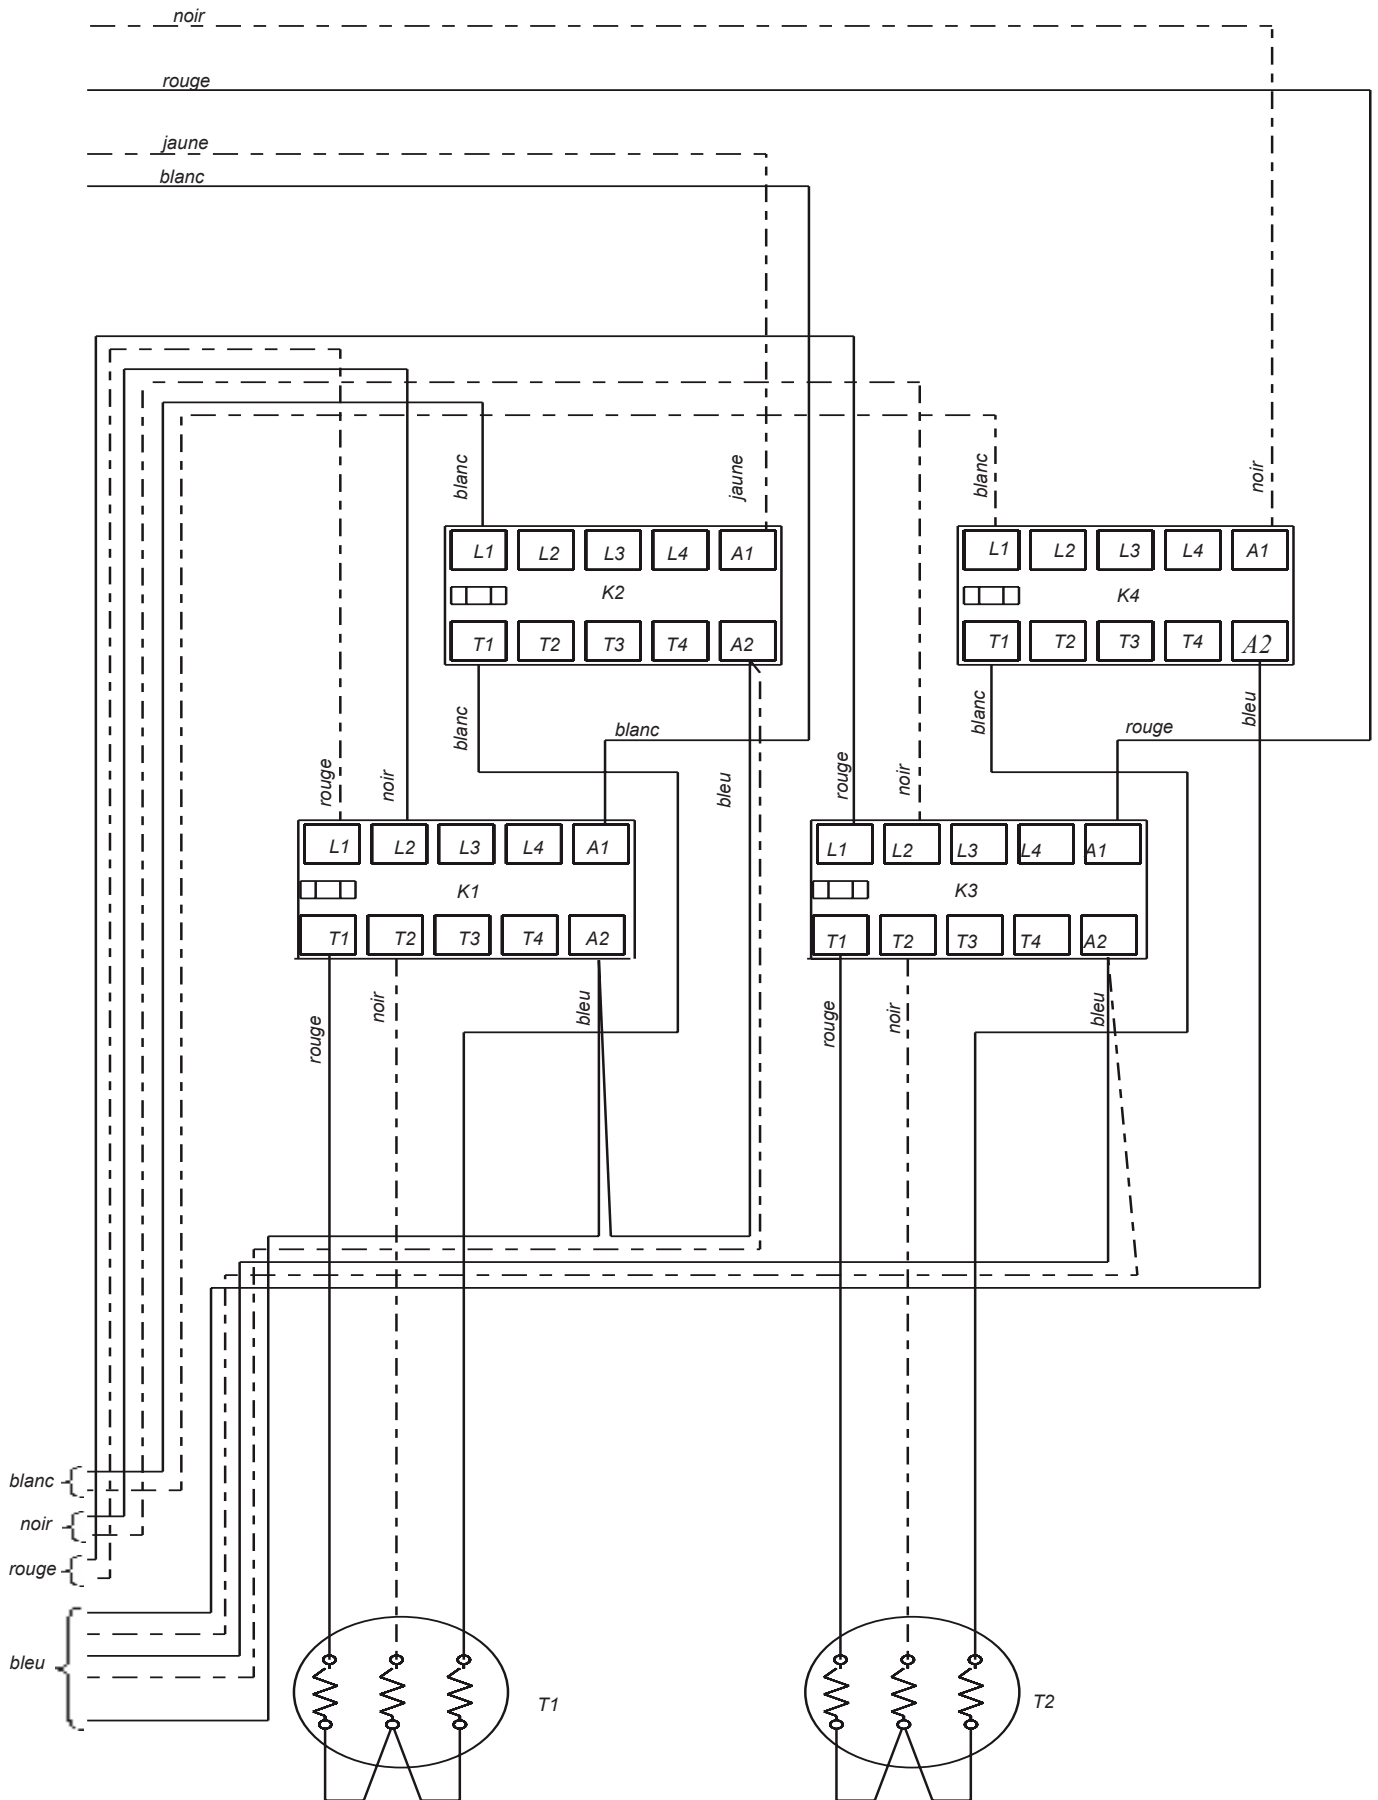 noir
rouge
jaune
blanc
blanc
jaune
blanc
noir
L1 L2 L3 L4 A1
K2
T1 T2 T3 T4 A2
L1 L2 L3 L4 A1
K4
T1 T2 T3 T4 A2
blanc
blanc
bleu
blanc
rouge
bleu
rouge
noir
rouge
noir
L1 L2 L3 L4 A1
K1
T1 T2 T3 T4 A2
L1 L2 L3 L4 A1
K3
T1 T2 T3 T4 A2
rouge
noir
bleu
rouge
noir
bleu
blanc
noir
rouge
bleu
T1
T2